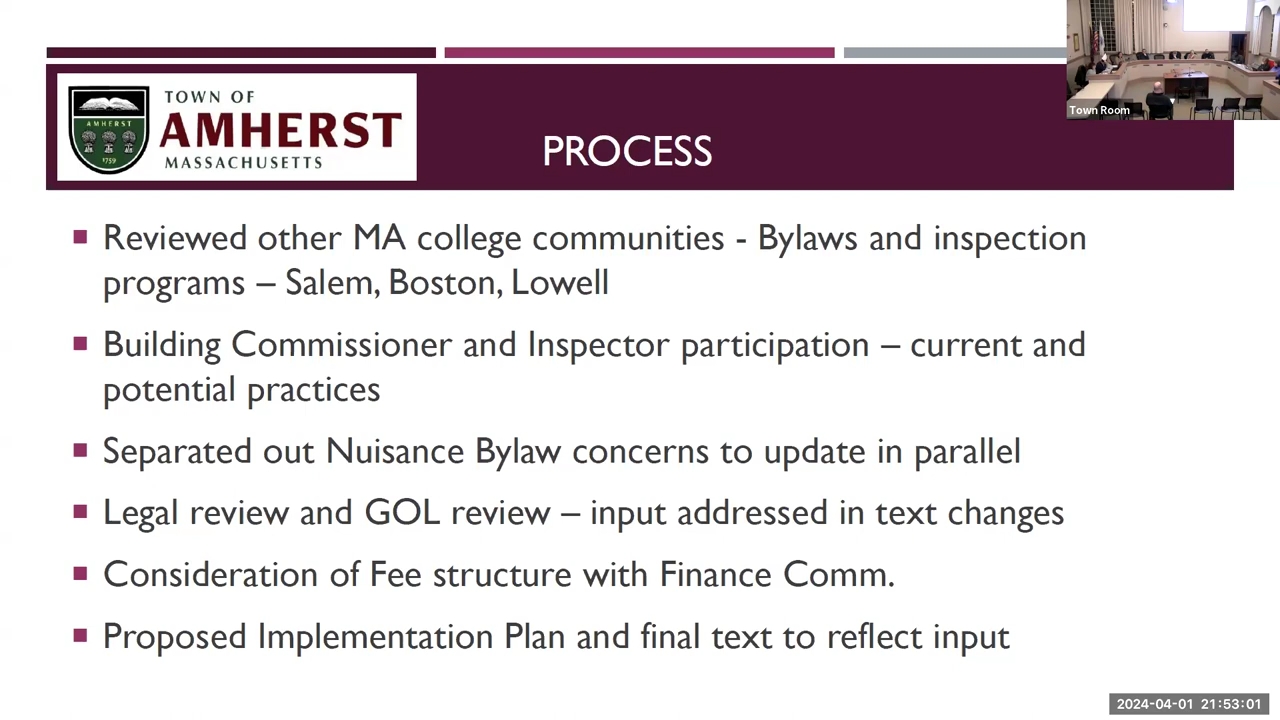 TOWN OF
AMHERST
MASSACHUSETTS
AMHERST
1759
PROCESS
Town Room
Reviewed other MA college communities - Bylaws and inspection
programs – Salem, Boston, Lowell
Building Commissioner and Inspector participation – current and
potential practices
Separated out Nuisance Bylaw concerns to update in parallel
Legal review and GOL review – input addressed in text changes
Consideration of Fee structure with Finance Comm.
Proposed Implementation Plan and final text to reflect input
2024-04-01 21:53:01